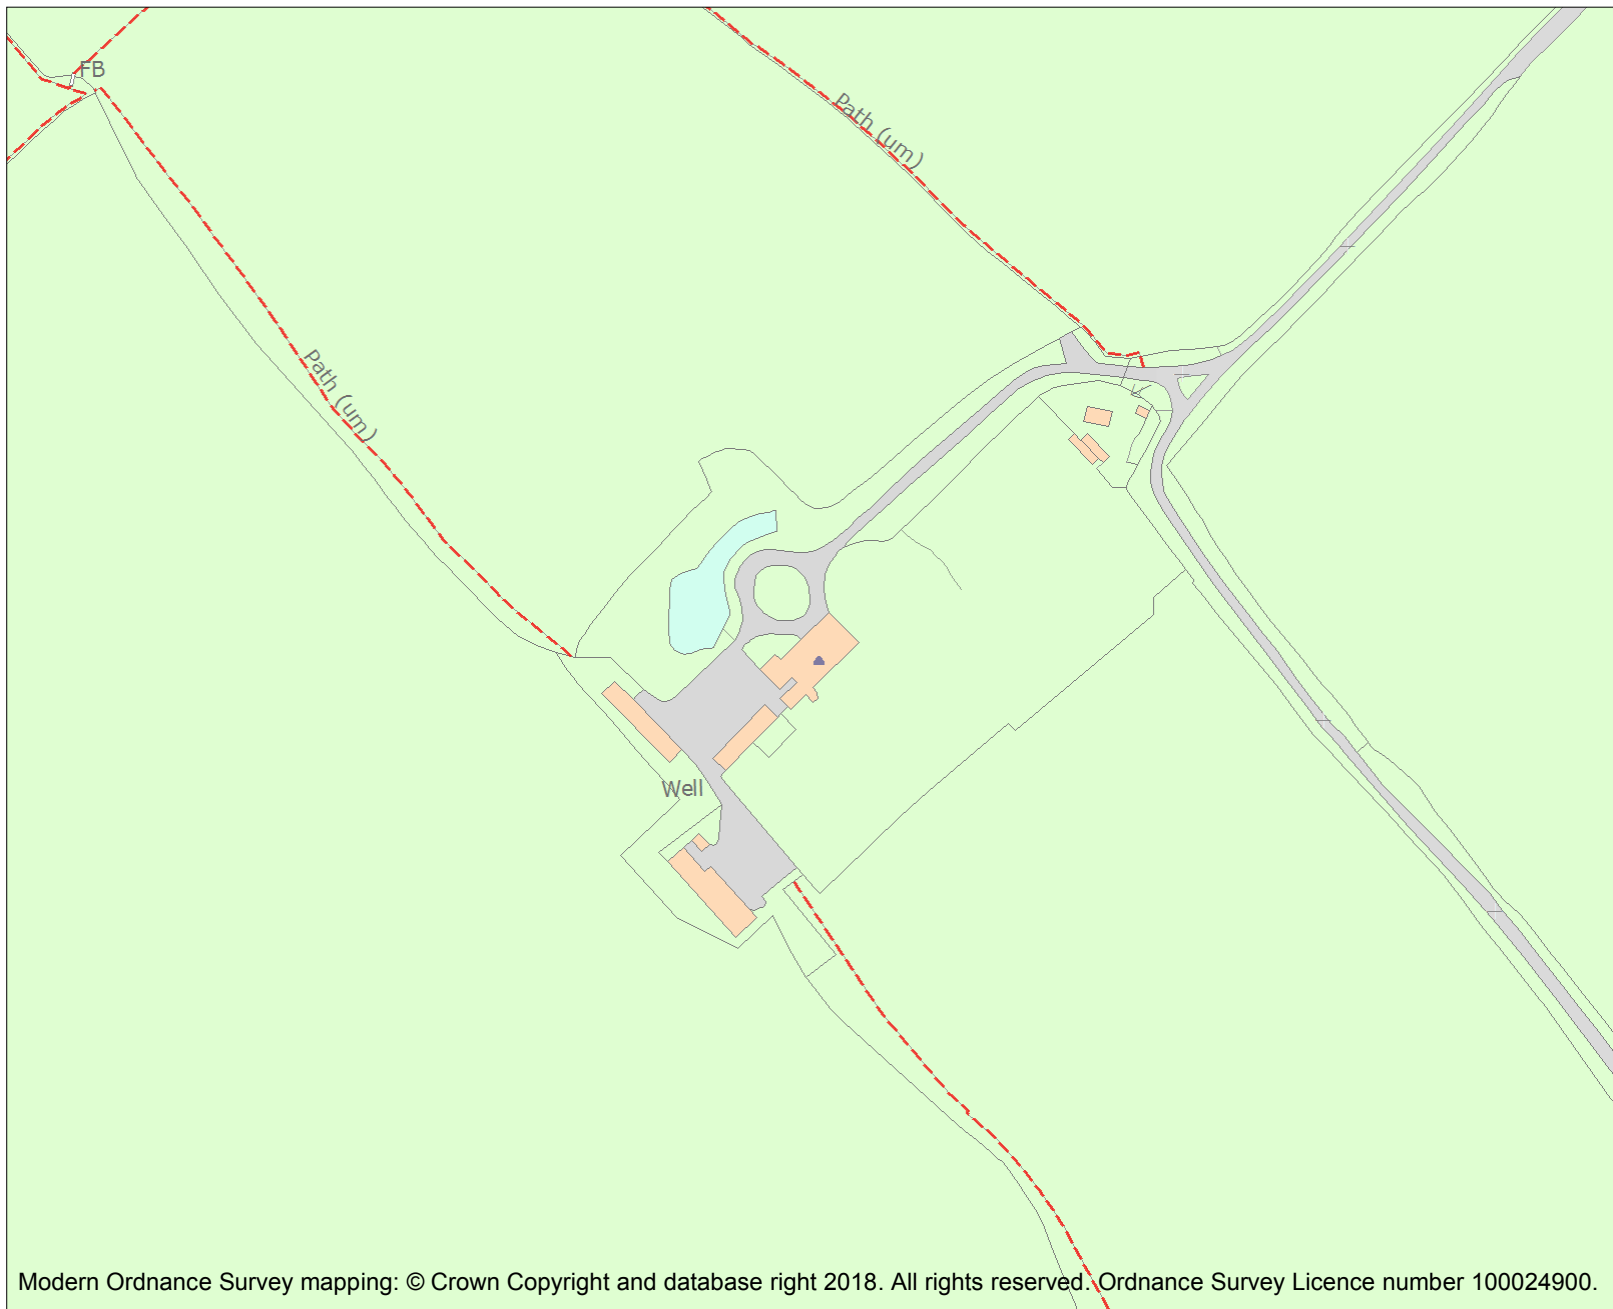 FB
Path (um)
Path (um)
Well
Modern Ordnance Survey mapping: © Crown Copyright and database right 2018. All rights reserved. Ordnance Survey Licence number 100024900.